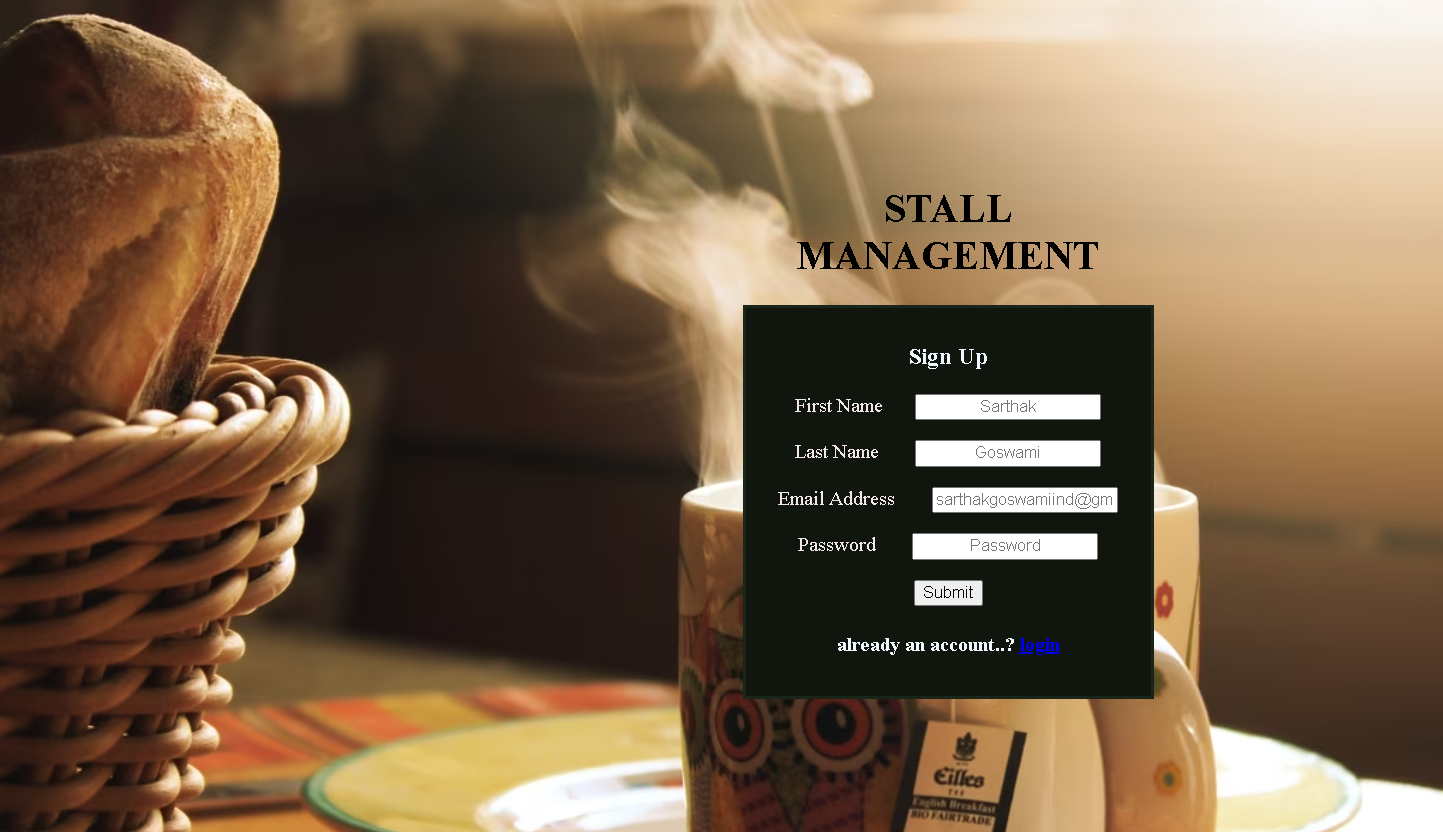 STALL
MANAGEMENT
Sign Up
First Name Sarthak
Last Name Goswami
Email Address sarthakgoswamiind@gm
Password Password
Submit
already an account..? login
Eilles
TEE
English Breakfast
BIO FAIRTRADE